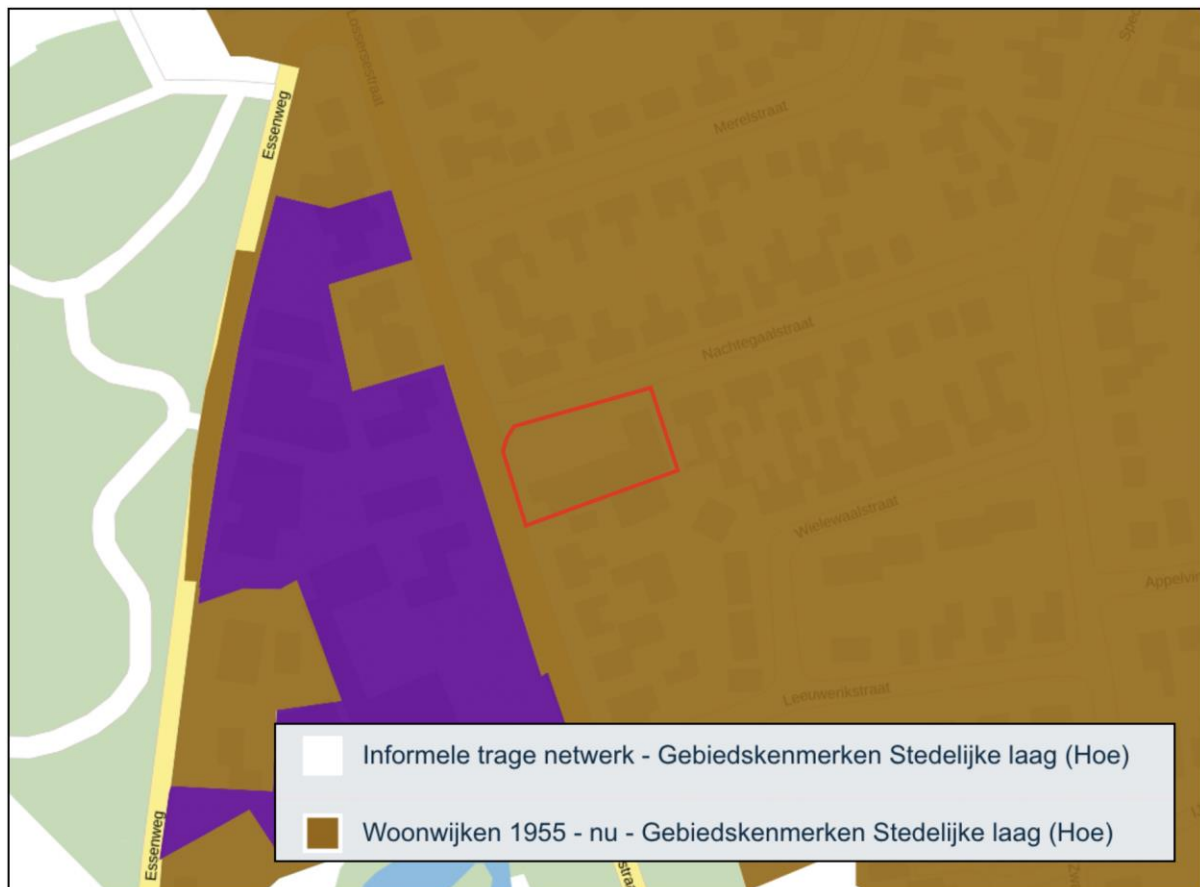 Lossersestraat
Essenweg
Merelstraat
Nachtegaalstraat
Wielewaalstraat
Leeuwerikstraat
Essenweg
Informele trage netwerk - Gebiedskenmerken Stedelijke laag (Hoe)
Woonwijken 1955 - nu - Gebiedskenmerken Stedelijke laag (Hoe)